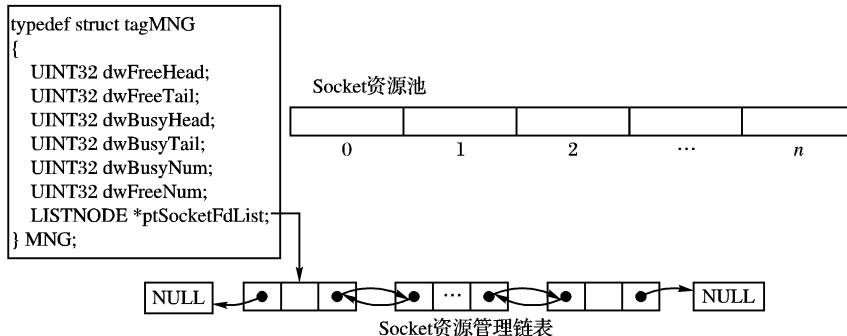 typedef struct tagMNG
{
UINT32 dwFreeHead;
UINT32 dwFreeTail;
UINT32 dwBusyHead;
UINT32 dwBusyTail;
UINT32 dwBusyNum;
UINT32 dwFreeNum;
LISTNODE *ptSocketFdList;
} MNG;
Socket资源池
0 1 2 … n
NULL … NULL
Socket资源管理链表